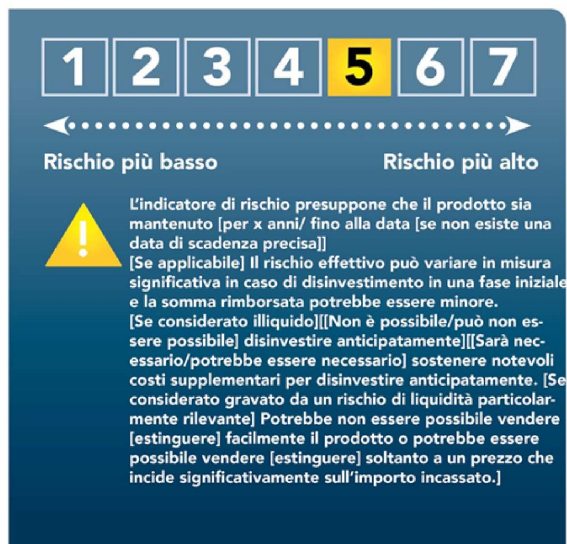 1 2 3 4 5 6 7
Rischio più basso Rischio più alto
L'indicatore di rischio presuppone che il prodotto sia
mantenuto [per x anni/ fino alla data [se non esiste una
data di scadenza precisa]]
[Se applicabile] Il rischio effettivo può variare in misura
significativa in caso di disinvestimento in una fase iniziale
e la somma rimborsata potrebbe essere minore.
[Se considerato illiquido][[Non è possibile/può non es-
sere possibile] disinvestire anticipatamente][[Sarà nec-
essario/potrebbe essere necessario] sostenere notevoli
costi supplementari per disinvestire anticipatamente. [Se
considerato gravato da un rischio di liquidità particolar-
mente rilevante] Potrebbe non essere possibile vendere
[estinguere] facilmente il prodotto o potrebbe essere
possibile vendere [estinguere] soltanto a un prezzo che
incide significativamente sull'importo incassato.]